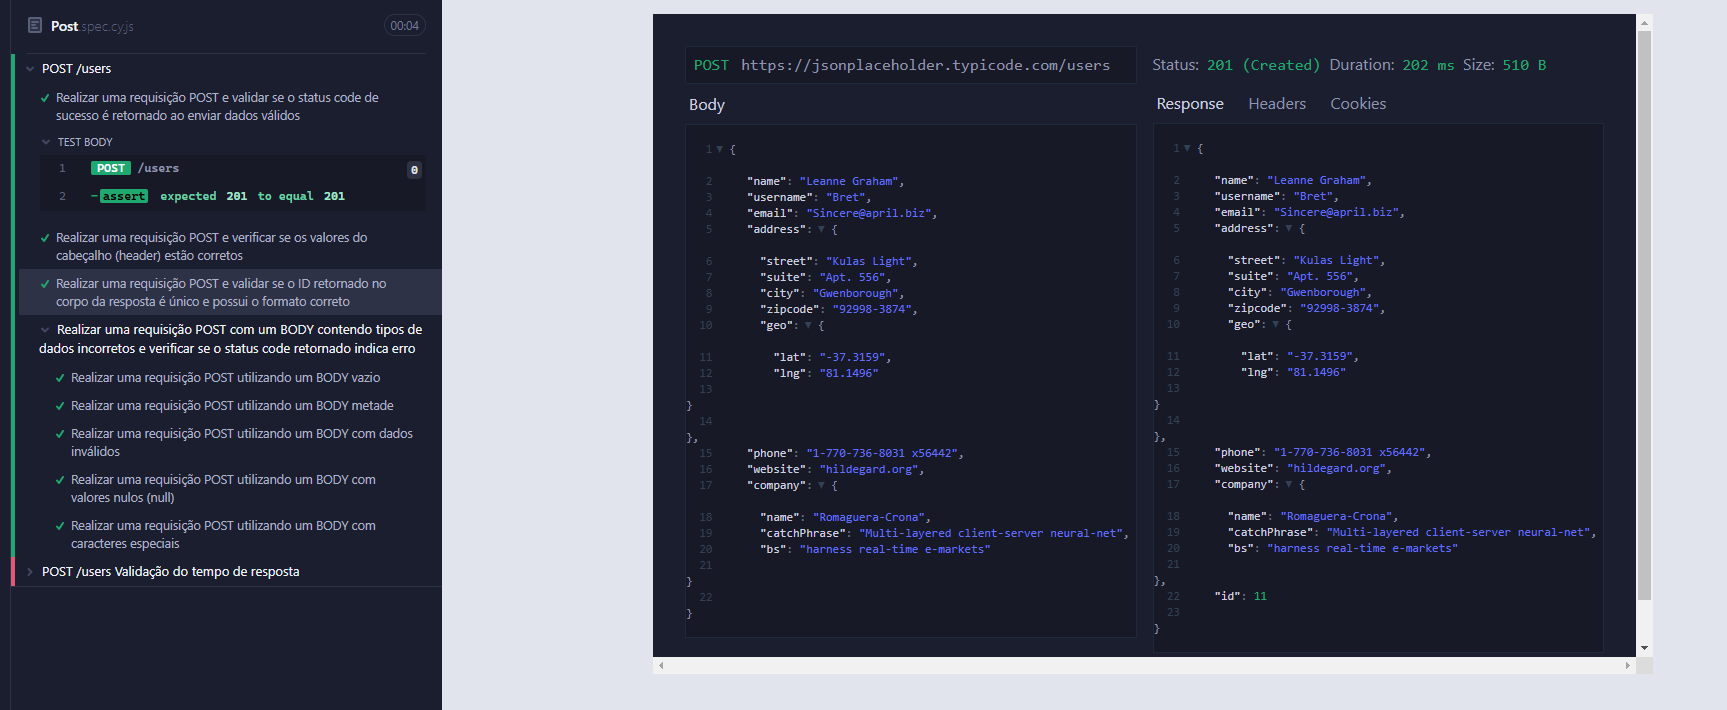 Post.spec.cy.js
00:04
POST /users
Realizar uma requisição POST e validar se o status code de
sucesso é retornado ao enviar dados válidos
TEST BODY
1 POST /users 0
2 -assert expected 201 to equal 201
Realizar uma requisição POST e verificar se os valores do
cabeçalho (header) estão corretos
Realizar uma requisição POST e validar se o ID retornado no
corpo da resposta é único e possui o formato correto
Realizar uma requisição POST com um BODY contendo tipos de
dados incorretos e verificar se o status code retornado indica erro
Realizar uma requisição POST utilizando um BODY vazio
Realizar uma requisição POST utilizando um BODY metade
Realizar uma requisição POST utilizando um BODY com dados
inválidos
Realizar uma requisição POST utilizando um BODY com
valores nulos (null)
Realizar uma requisição POST utilizando um BODY com
caracteres especiais
POST /users Validação do tempo de resposta
POST https://jsonplaceholder.typicode.com/users
Status: 201 (Created) Duration: 202 ms Size: 510 B
Body
1 {
2 "name": "Leanne Graham",
3 "username": "Bret",
4 "email": "Sincere@april.biz",
5 "address": {
6 "street": "Kulas Light",
7 "suite": "Apt. 556",
8 "city": "Gwenborough",
9 "zipcode": "92998-3874",
10 "geo": {
11 "lat": "-37.3159",
12 "lng": "81.1496"
13
}
14
},
15 "phone": "1-770-736-8031 x56442",
16 "website": "hildegard.org",
17 "company": {
18 "name": "Romaguera-Crona",
19 "catchPhrase": "Multi-layered client-server neural-net",
20 "bs": "harness real-time e-markets"
21
}
22
}
Response Headers Cookies
1 {
2 "name": "Leanne Graham",
3 "username": "Bret",
4 "email": "Sincere@april.biz",
5 "address": {
6 "street": "Kulas Light",
7 "suite": "Apt. 556",
8 "city": "Gwenborough",
9 "zipcode": "92998-3874",
10 "geo": {
11 "lat": "-37.3159",
12 "lng": "81.1496"
13
}
14
},
15 "phone": "1-770-736-8031 x56442",
16 "website": "hildegard.org",
17 "company": {
18 "name": "Romaguera-Crona",
19 "catchPhrase": "Multi-layered client-server neural-net",
20 "bs": "harness real-time e-markets"
21
},
22 "id": 11
23
}